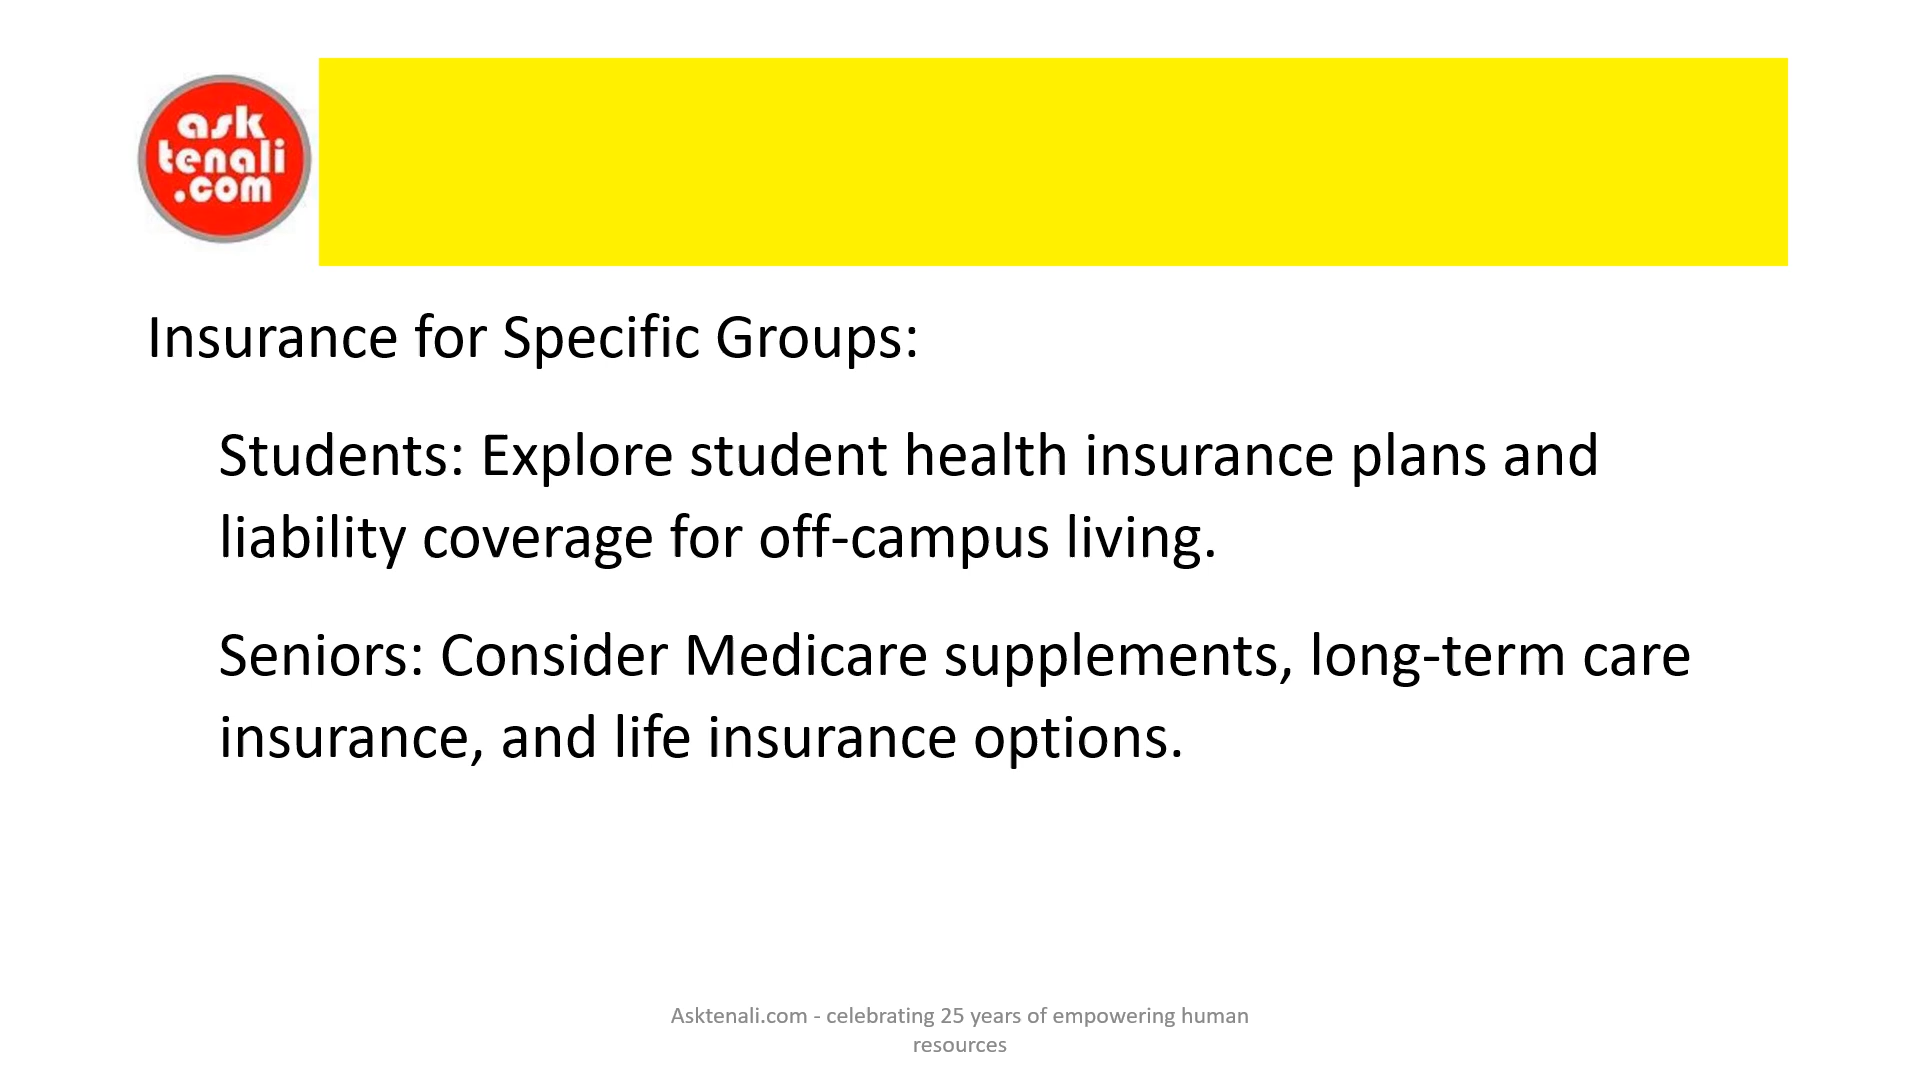 ask
tenali
.com
Insurance for Specific Groups:
Students: Explore student health insurance plans and
liability coverage for off-campus living.
Seniors: Consider Medicare supplements, long-term care
insurance, and life insurance options.
Asktenali.com - celebrating 25 years of empowering human
resources